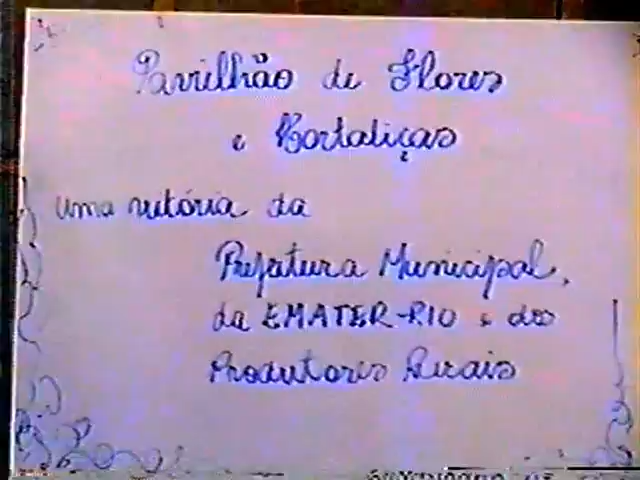 Pavilhão de Flores
e Hortaliças
uma vitória da
Prefeitura Municipal,
da EMATER-RIO e dos
Produtores Rurais